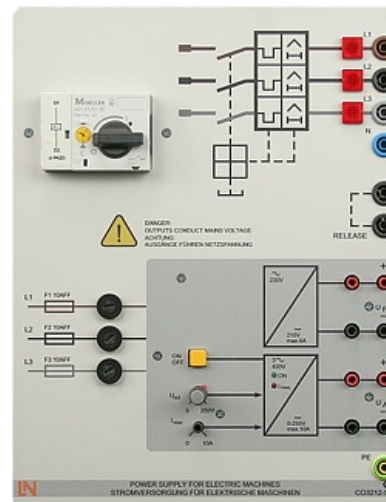 L1
L2
L3
N
MOELLER
DANGER
OUTPUTS CONDUCT MAINS VOLTAGE
ACHTUNG
AUSGÄNGE FÜHREN NETZSPANNUNG
RELEASE
230V
210V
max.6A
L1 F1 10AFF
L2 F2 10AFF
L3 F3 10AFF
ON/
OFF
3~
400V
ON
0-250V
max.10A
0 250V
0 10A
PE
LN
POWER SUPPLY FOR ELECTRIC MACHINES
STROMVERSORGUNG FÜR ELEKTRISCHE MASCHINEN
CO3212-